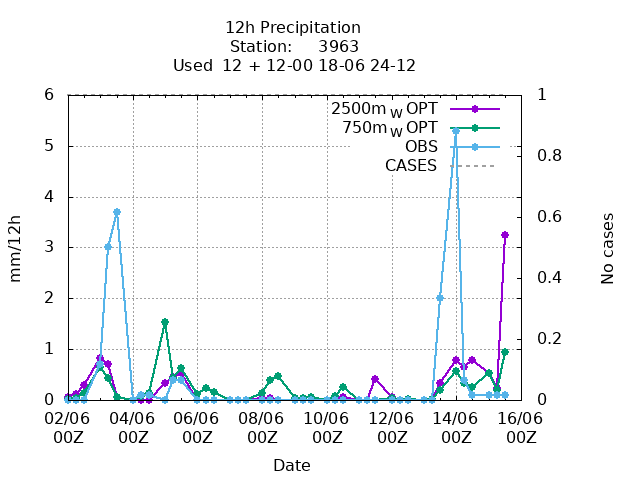 12h Precipitation
Station: 3963
Used 12 + 12-00 18-06 24-12
2500m W OPT
750m W OPT
OBS
CASES
mm/12h
6
5
4
3
2
1
0
1
0.8
0.6
0.4
0.2
0
No cases
02/06 04/06 06/06 08/06 10/06 12/06 14/06 16/06
00Z 00Z 00Z 00Z 00Z 00Z 00Z 00Z
Date